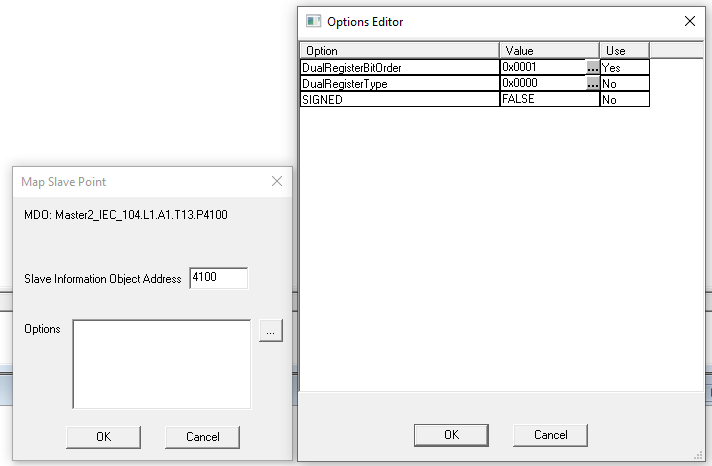 Options Editor
Option Value Use
DualRegisterBitOrder 0x0001 ... Yes
DualRegisterType 0x0000 ... No
SIGNED FALSE No
OK Cancel
Map Slave Point
MDO: Master2_IEC_104.L1.A1.T13.P4100
Slave Information Object Address 4100
Options ...
OK Cancel